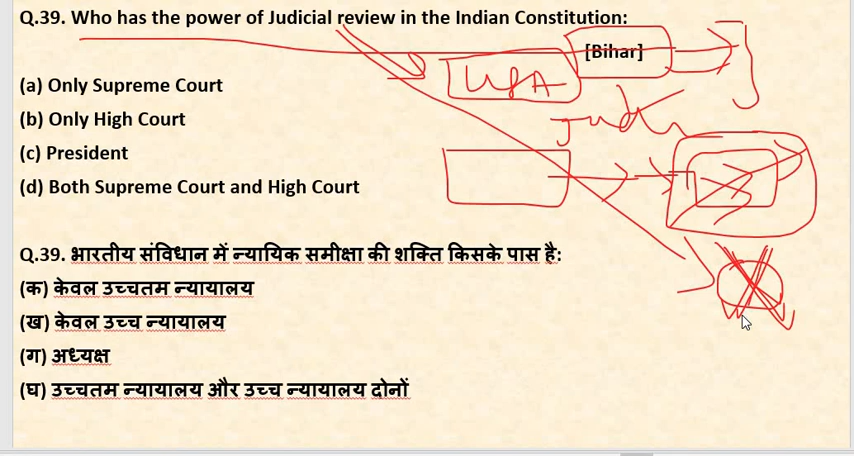 Q.39. Who has the power of Judicial review in the Indian Constitution:
[Bihar]
USA
(a) Only Supreme Court
(b) Only High Court
(c) President
(d) Both Supreme Court and High Court
Q.39. भारतीय संविधान में न्यायिक समीक्षा की शक्ति किसके पास है:
(क) केवल उच्चतम न्यायालय
(ख) केवल उच्च न्यायालय
(ग) अध्यक्ष
(घ) उच्चतम न्यायालय और उच्च न्यायालय दोनों